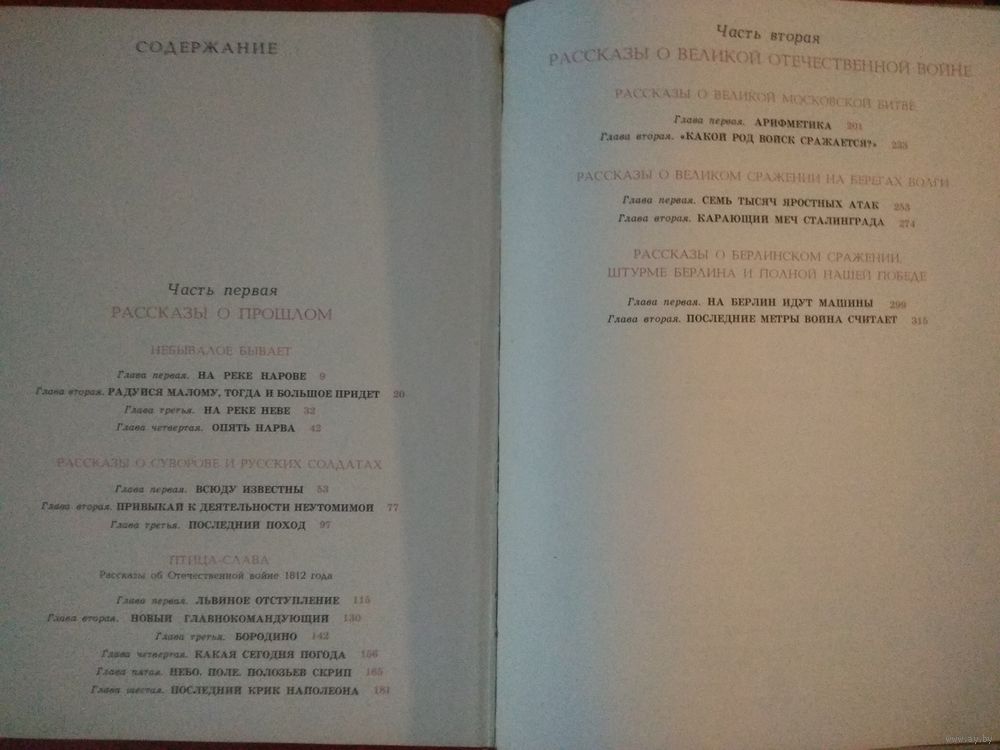 СОДЕРЖАНИЕ
Часть первая
РАССКАЗЫ О ПРОШЛОМ
НЕБЫВАЛОЕ БЫВАЕТ
Глава первая. НА РЕКЕ НАРОВЕ 9
Глава вторая. РАДУЙСЯ МАЛОМУ, ТОГДА И БОЛЬШОЕ ПРИДЕТ 20
Глава третья. НА РЕКЕ НЕВЕ 32
Глава четвертая. ОПЯТЬ НАРВА 42
РАССКАЗЫ О СУВОРОВЕ И РУССКИХ СОЛДАТАХ
Глава первая. ВСЮДУ ИЗВЕСТНЫ 53
Глава вторая. ПРИВЫКАЙ К ДЕЯТЕЛЬНОСТИ НЕУТОМИМОЙ 77
Глава третья. ПОСЛЕДНИЙ ПОХОД 97
ПТИЦА-СЛАВА
Рассказы об Отечественной войне 1812 года
Глава первая. ЛЬВИНОЕ ОТСТУПЛЕНИЕ 115
Глава вторая. НОВЫЙ ГЛАВНОКОМАНДУЮЩИЙ 130
Глава третья. БОРОДИНО 142
Глава четвертая. КАКАЯ СЕГОДНЯ ПОГОДА 156
Глава пятая. НЕБО. ПОЛЕ. ПОЛОЗЬЕВ СКРИП 165
Глава шестая. ПОСЛЕДНИЙ КРИК НАПОЛЕОНА 181
Часть вторая
РАССКАЗЫ О ВЕЛИКОЙ ОТЕЧЕСТВЕННОЙ ВОЙНЕ
РАССКАЗЫ О ВЕЛИКОЙ МОСКОВСКОЙ БИТВЕ
Глава первая. АРИФМЕТИКА 201
Глава вторая. «КАКОЙ РОД ВОЙСК СРАЖАЕТСЯ?» 233
РАССКАЗЫ О ВЕЛИКОМ СРАЖЕНИИ НА БЕРЕГАХ ВОЛГИ
Глава первая. СЕМЬ ТЫСЯЧ ЯРОСТНЫХ АТАК 253
Глава вторая. КАРАЮЩИЙ МЕЧ СТАЛИНГРАДА 274
РАССКАЗЫ О БЕРЛИНСКОМ СРАЖЕНИИ,
ШТУРМЕ БЕРЛИНА И ПОЛНОЙ НАШЕЙ ПОБЕДЕ
Глава первая. НА БЕРЛИН ИДУТ МАШИНЫ 299
Глава вторая. ПОСЛЕДНИЕ МЕТРЫ ВОЙНА СЧИТАЕТ 315
www.ay.by